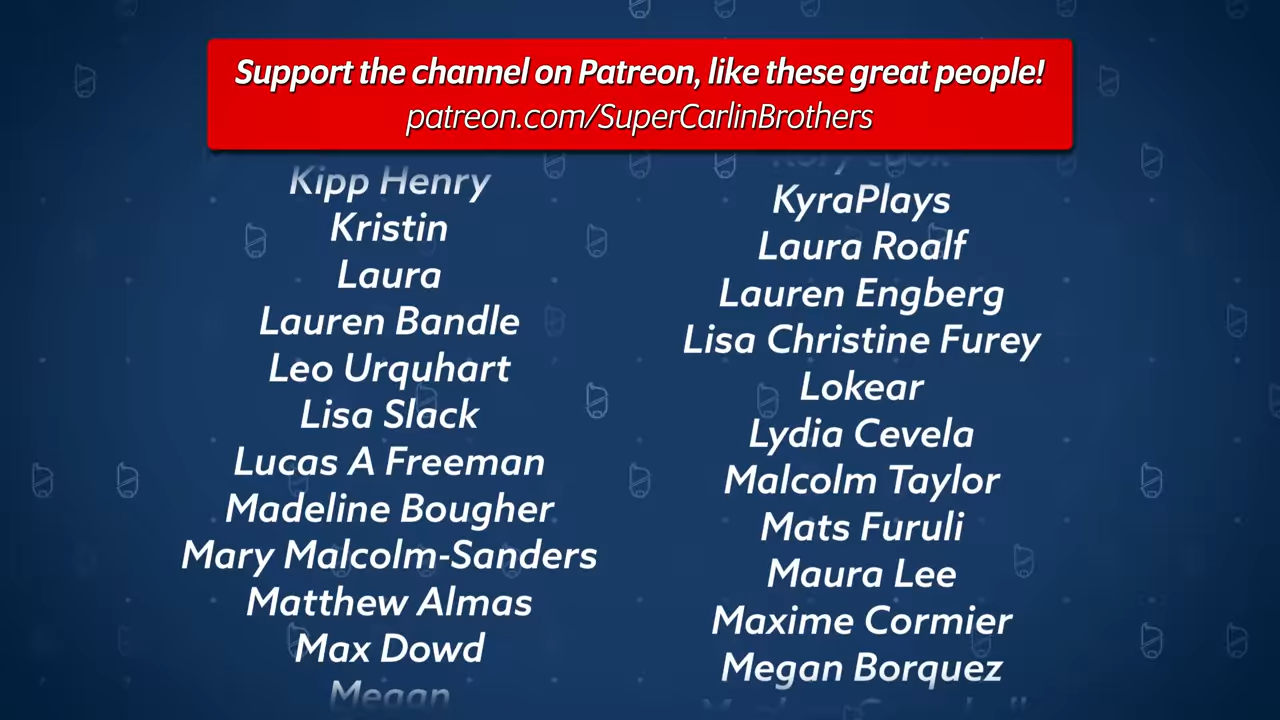 Support the channel on Patreon, like these great people!
patreon.com/SuperCarlinBrothers
Kipp Henry
Kristin
Laura
Lauren Bandle
Leo Urquhart
Lisa Slack
Lucas A Freeman
Madeline Bougher
Mary Malcolm-Sanders
Matthew Almas
Max Dowd
Megan
KyraPlays
Laura Roalf
Lauren Engberg
Lisa Christine Furey
Lokear
Lydia Cevela
Malcolm Taylor
Mats Furuli
Maura Lee
Maxime Cormier
Megan Borquez